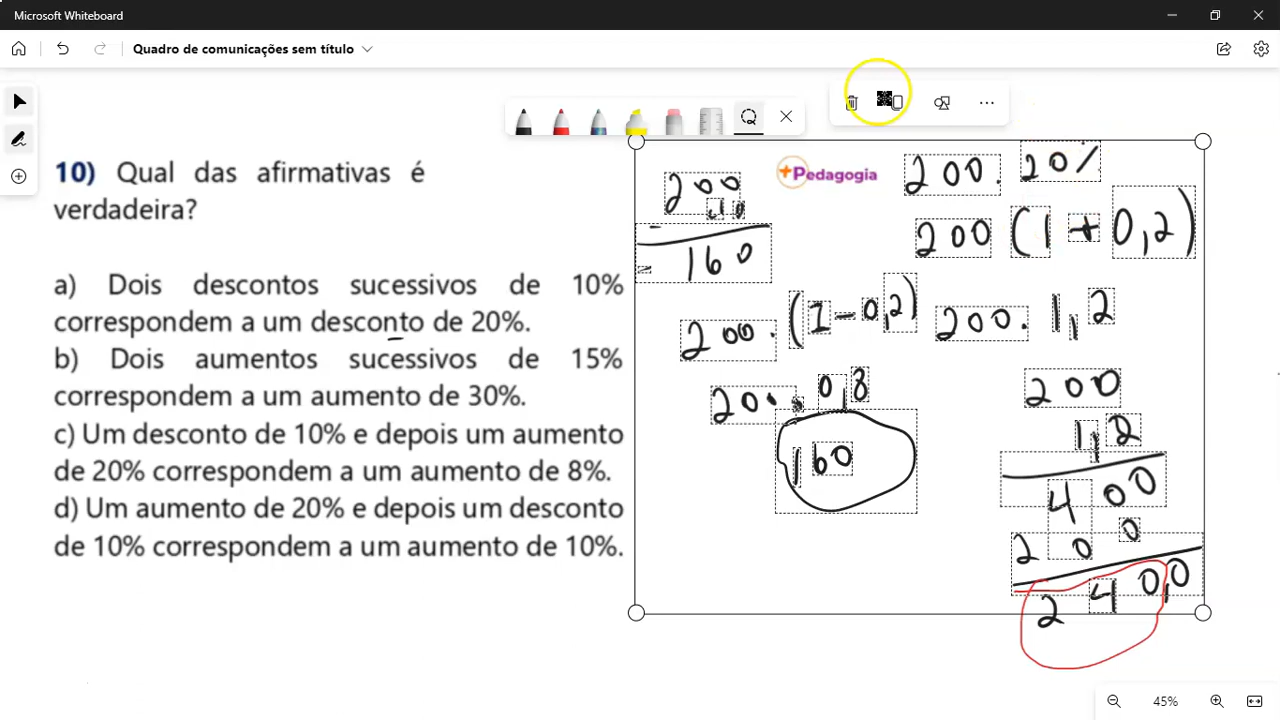 Microsoft Whiteboard
Quadro de comunicações sem título
10) Qual das afirmativas é
verdadeira?
a) Dois descontos sucessivos de 10%
correspondem a um desconto de 20%.
b) Dois aumentos sucessivos de 15%
correspondem a um aumento de 30%.
c) Um desconto de 10% e depois um aumento
de 20% correspondem a um aumento de 8%.
d) Um aumento de 20% e depois um desconto
de 10% correspondem a um aumento de 10%.
+Pedagogia
200
160
200. (1-0,2)
200. 0,8
160
200. 20%
200 (1+0,2)
200. 1,2
200
1,2
400
200
240,0
45%